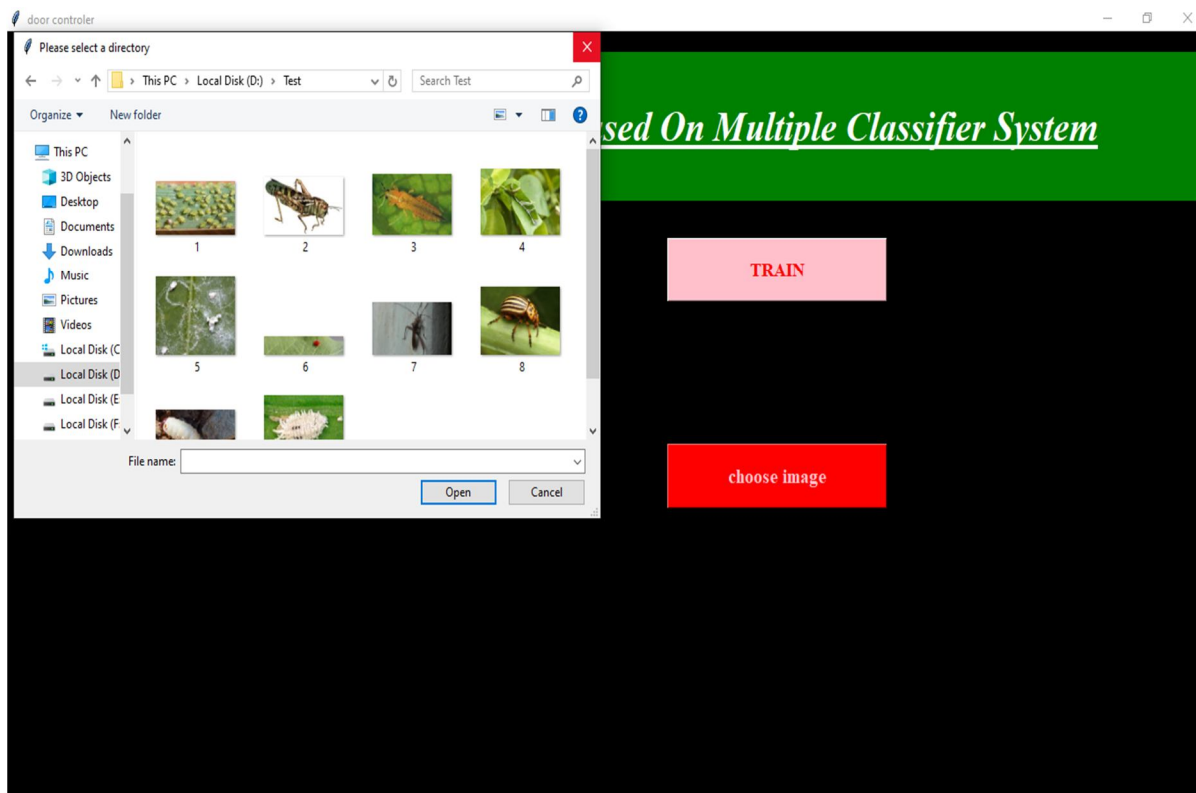 door controler
Please select a directory
This PC > Local Disk (D:) > Test
Search Test
Organize
New folder
This PC
3D Objects
Desktop
Documents
Downloads
Music
Pictures
Videos
Local Disk (C
Local Disk (D
Local Disk (E
Local Disk (F
1
2
3
4
5
6
7
8
File name:
Open
Cancel
sed On Multiple Classifier System
TRAIN
choose image